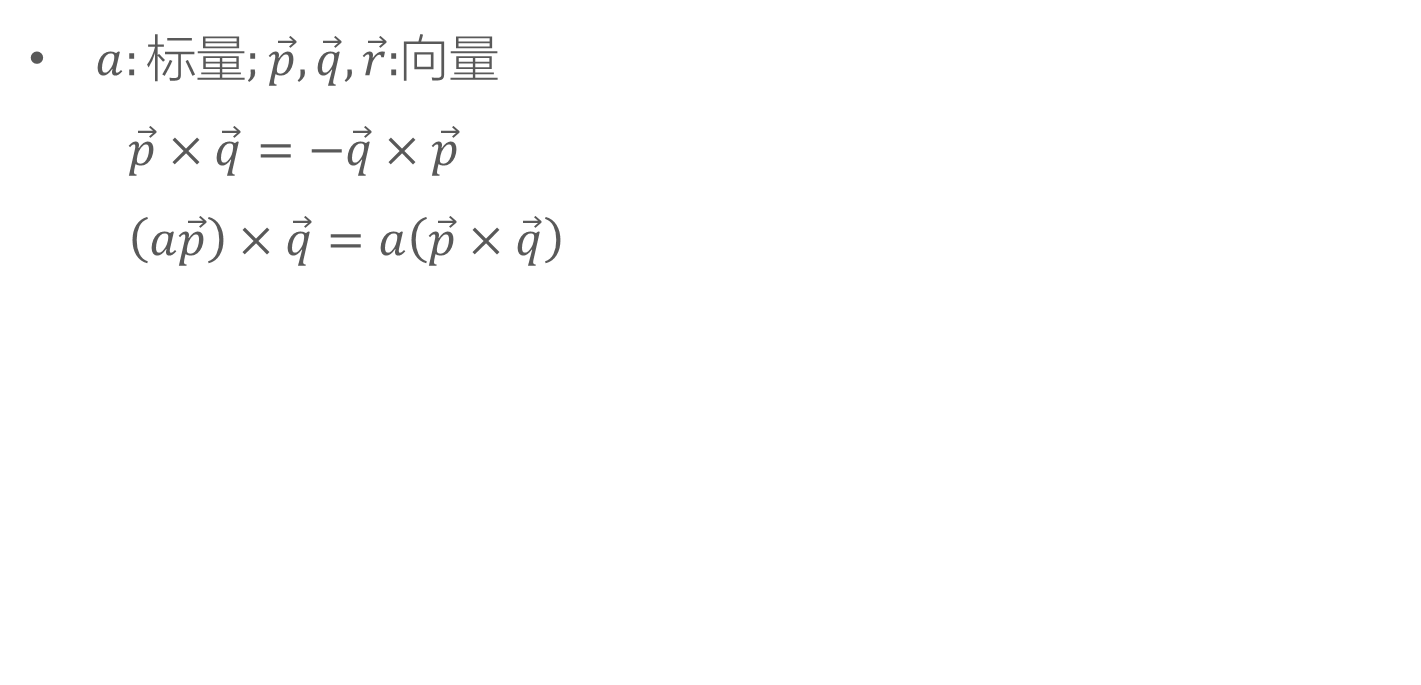 • a: 标量; p⃗, q⃗, r⃗:向量
p⃗ × q⃗ = −q⃗ × p⃗
(ap⃗) × q⃗ = a(p⃗ × q⃗)